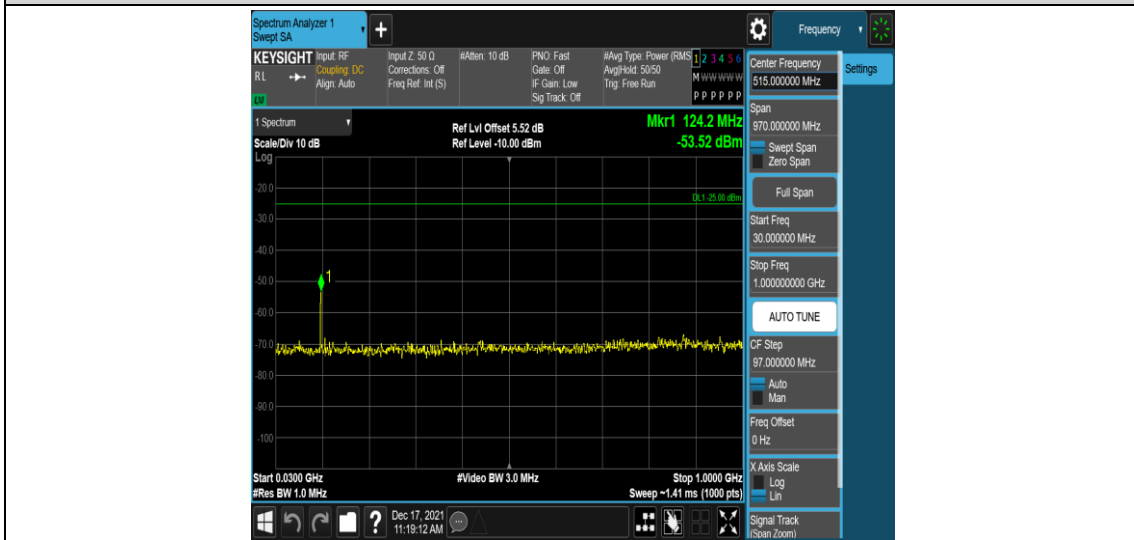 Spectrum Analyzer 1
Swept SA
+
Frequency
KEYSIGHT
RL
LXI
Input: RF
Coupling: DC
Align: Auto
Input Z: 50 Ω
Corrections: Off
Freq Ref: Int (S)
#Atten: 10 dB
PNO: Fast
Gate: Off
IF Gain: Low
Sig Track: Off
#Avg Type: Power (RMS
Avg|Hold: 50/50
Trig: Free Run
1 2 3 4 5 6
M W W W W W
P P P P P P
1 Spectrum
Scale/Div 10 dB
Log
Ref Lvl Offset 5.52 dB
Ref Level -10.00 dBm
Mkr1 124.2 MHz
-53.52 dBm
-20.0
DL1 -25.00 dBm
-30.0
-40.0
-50.0
1
-60.0
-70.0
-80.0
-90.0
-100
Start 0.0300 GHz
#Res BW 1.0 MHz
#Video BW 3.0 MHz
Stop 1.0000 GHz
Sweep ~1.41 ms (1000 pts)
Center Frequency
515.000000 MHz
Settings
Span
970.000000 MHz
Swept Span
Zero Span
Full Span
Start Freq
30.000000 MHz
Stop Freq
1.000000000 GHz
AUTO TUNE
CF Step
97.000000 MHz
Auto
Man
Freq Offset
0 Hz
X Axis Scale
Log
Lin
Signal Track
(Span Zoom)
?
Dec 17, 2021
11:19:12 AM